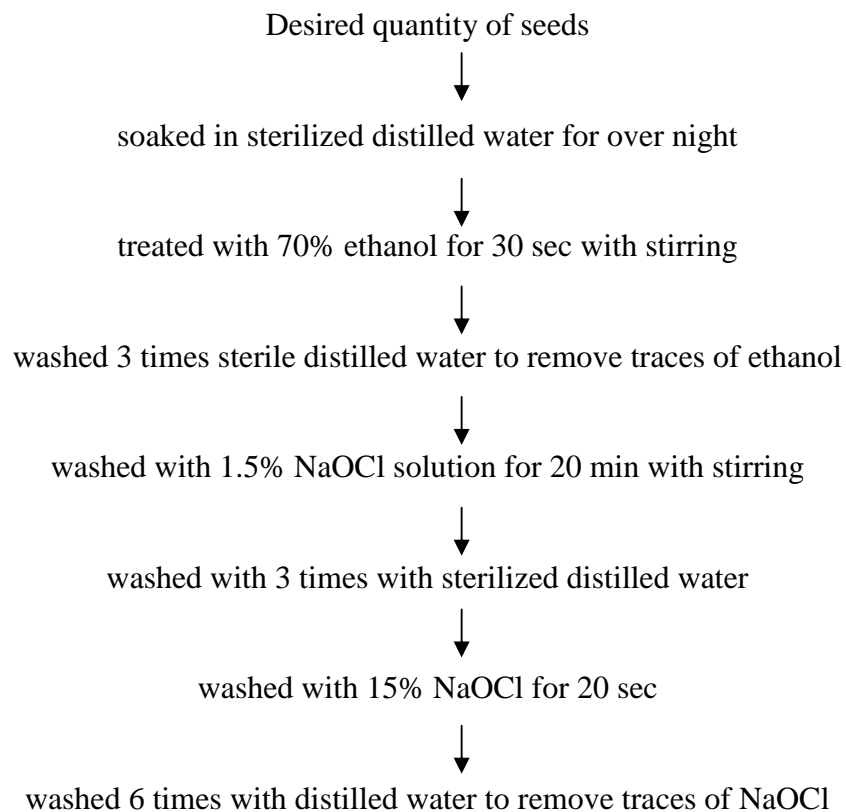 Desired quantity of seeds
soaked in sterilized distilled water for over night
treated with 70% ethanol for 30 sec with stirring
washed 3 times sterile distilled water to remove traces of ethanol
washed with 1.5% NaOCl solution for 20 min with stirring
washed with 3 times with sterilized distilled water
washed with 15% NaOCl for 20 sec
washed 6 times with distilled water to remove traces of NaOCl